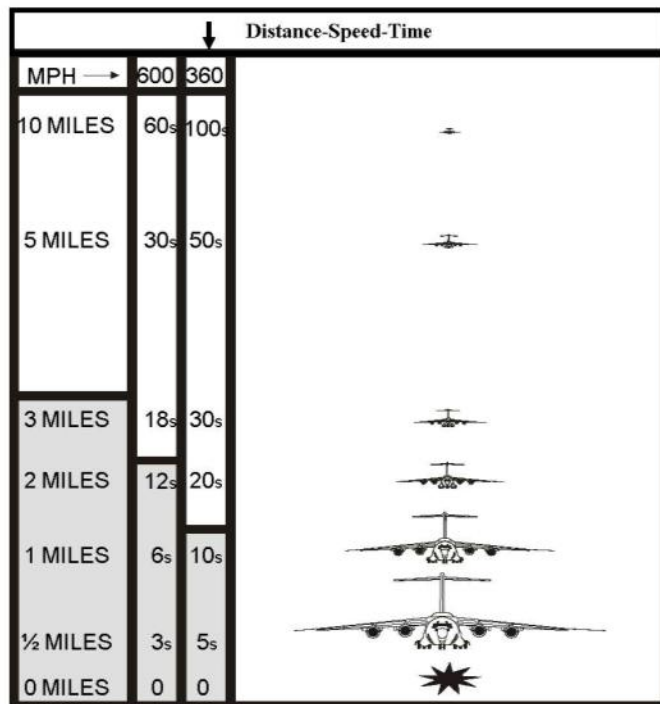 Distance-Speed-Time
MPH → 600 360
10 MILES 60s 100s
5 MILES 30s 50s
3 MILES 18s 30s
2 MILES 12s 20s
1 MILES 6s 10s
½ MILES 3s 5s
0 MILES 0 0